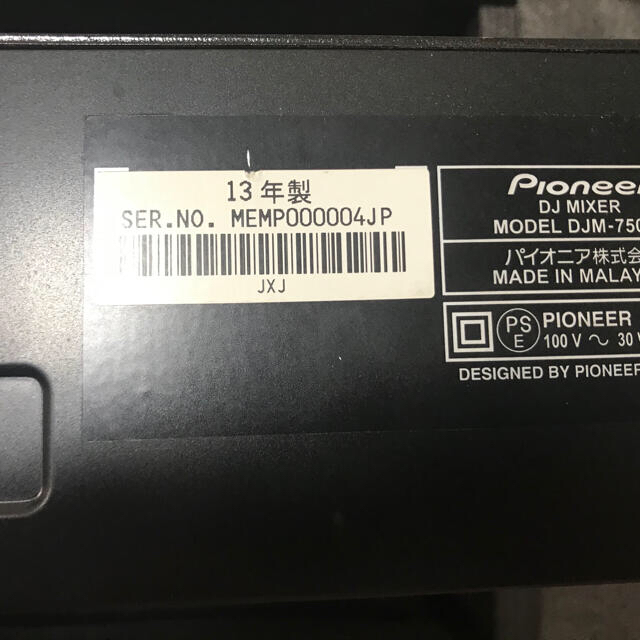 13年製
SER.NO. MEMP000004JP
JXJ
Pioneer
DJ MIXER
MODEL DJM-750
パイオニア株式会
MADE IN MALAY
PS E
PIONEER
100 V ~ 30 W
DESIGNED BY PIONEER